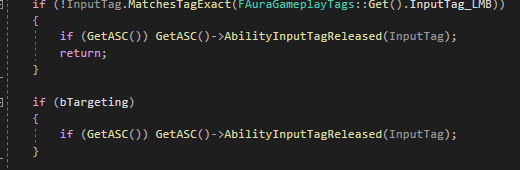 if (!InputTag.MatchesTagExact(FAuraGameplayTags::Get().InputTag_LMB))
{
if (GetASC()) GetASC()->AbilityInputTagReleased(InputTag);
return;
}
if (bTargeting)
{
if (GetASC()) GetASC()->AbilityInputTagReleased(InputTag);
}